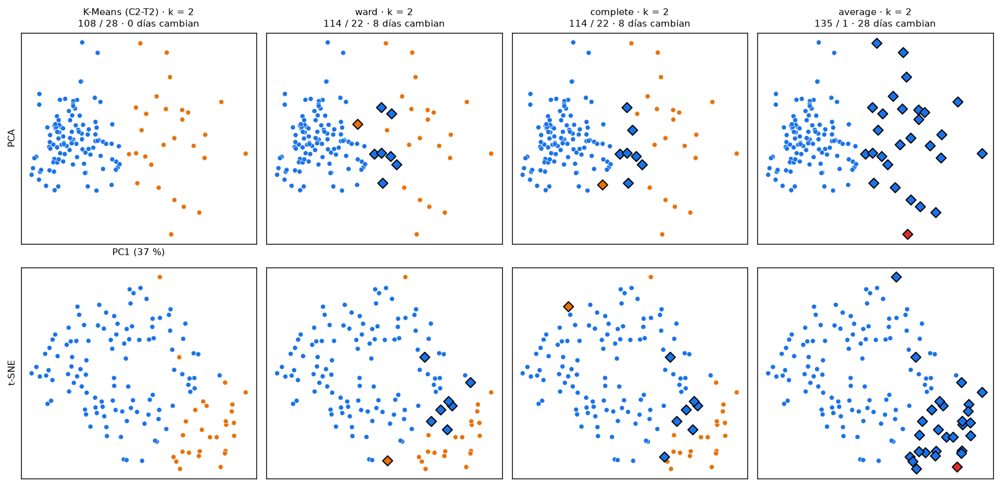 K-Means (C2-T2) · k = 2
108 / 28 · 0 días cambian
ward · k = 2
114 / 22 · 8 días cambian
complete · k = 2
114 / 22 · 8 días cambian
average · k = 2
135 / 1 · 28 días cambian
PCA
PC1 (37 %)
t-SNE